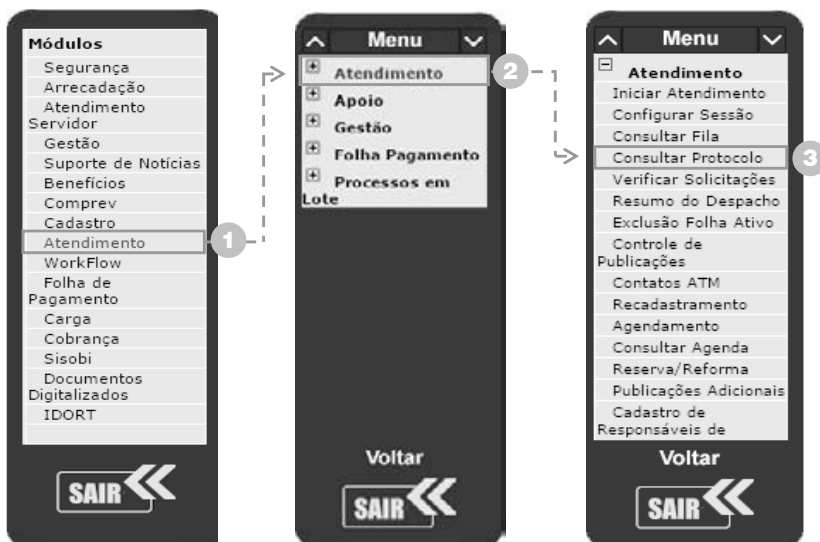 Módulos
Segurança
Arrecadação
Atendimento
Servidor
Gestão
Suporte de Notícias
Benefícios
Comprev
Cadastro
Atendimento
WorkFlow
Folha de
Pagamento
Carga
Cobrança
Sisobi
Documentos
Digitalizados
IDORT
SAIR
1
Menu
Atendimento
Apoio
Gestão
Folha Pagamento
Processos em
Lote
Voltar
SAIR
2
Menu
Atendimento
Iniciar Atendimento
Configurar Sessão
Consultar Fila
Consultar Protocolo
Verificar Solicitações
Resumo do Despacho
Exclusão Folha Ativo
Controle de
Publicações
Contatos ATM
Recadastramento
Agendamento
Consultar Agenda
Reserva/Reforma
Publicações Adicionais
Cadastro de
Responsáveis de
Voltar
SAIR
3